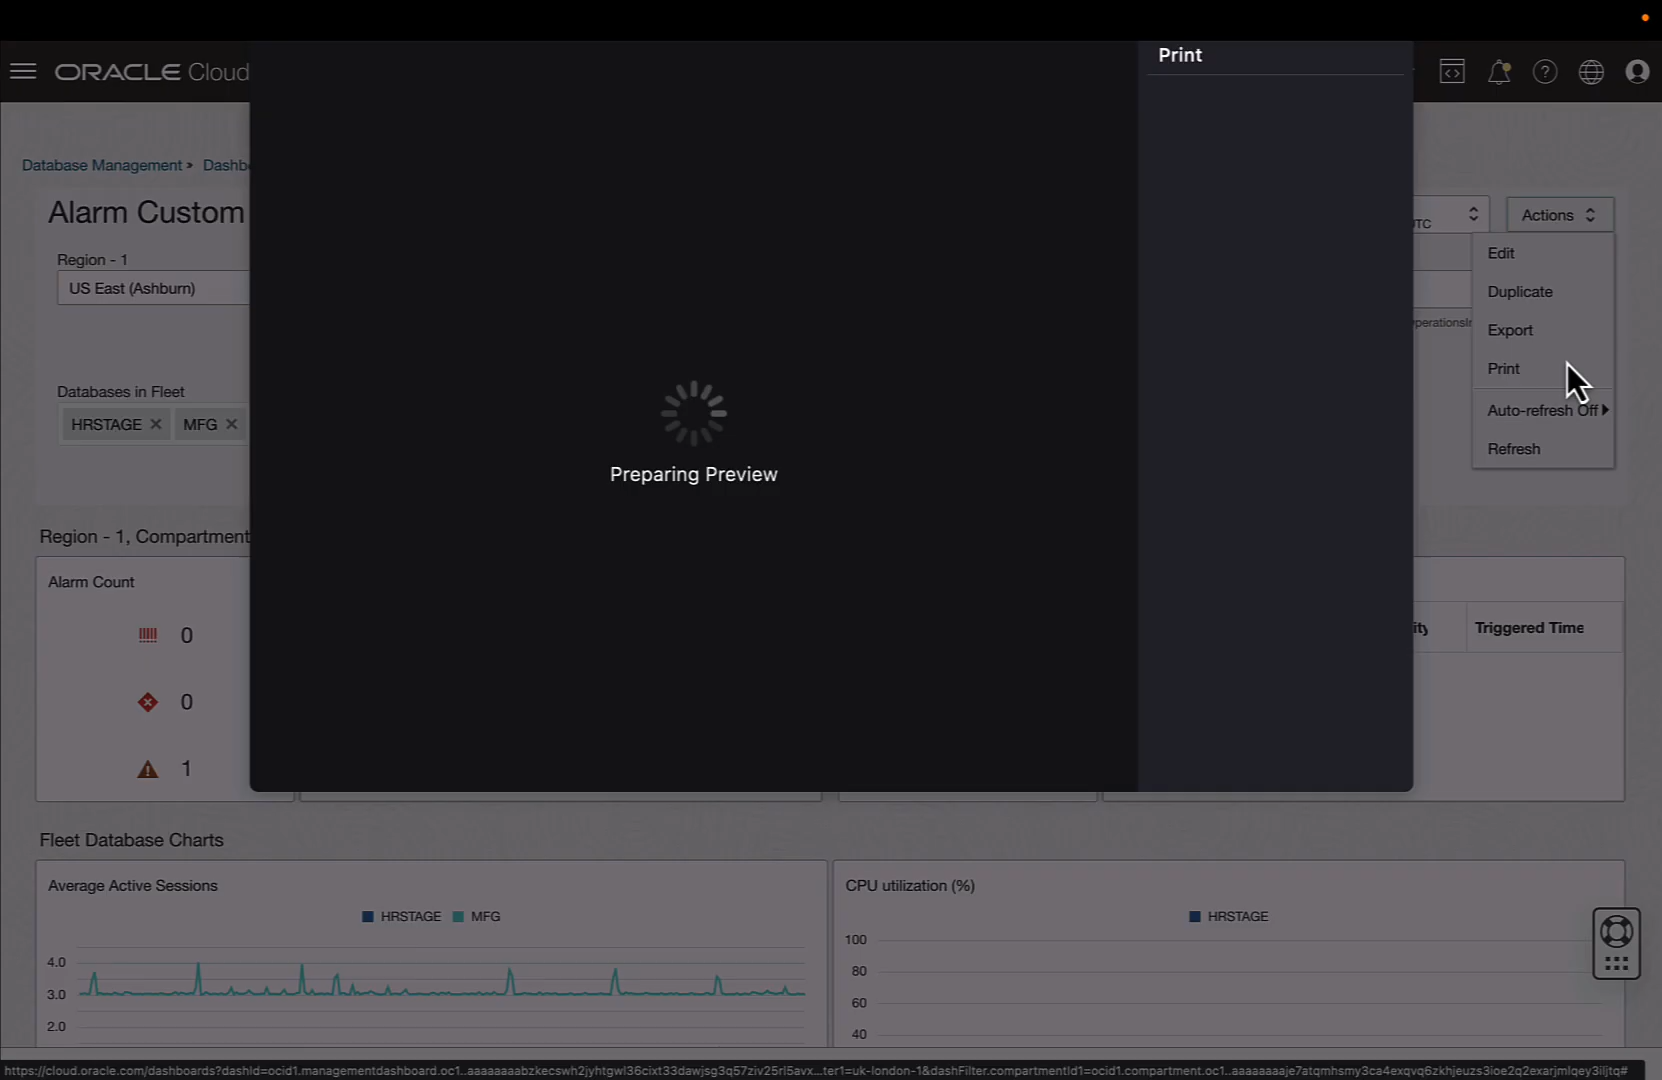 Print
ORACLE Cloud
Database Management » Dashb
Alarm Custom
Region - 1
US East (Ashburn)
UTC
Actions
Edit
Duplicate
Export
Print
Auto-refresh Off
Refresh
Databases in Fleet
HRSTAGE × MFG ×
Preparing Preview
Region - 1, Compartment
Alarm Count
0
0
1
ity
Triggered Time
Fleet Database Charts
Average Active Sessions
HRSTAGE MFG
4.0
3.0
2.0
CPU utilization (%)
HRSTAGE
100
80
60
40